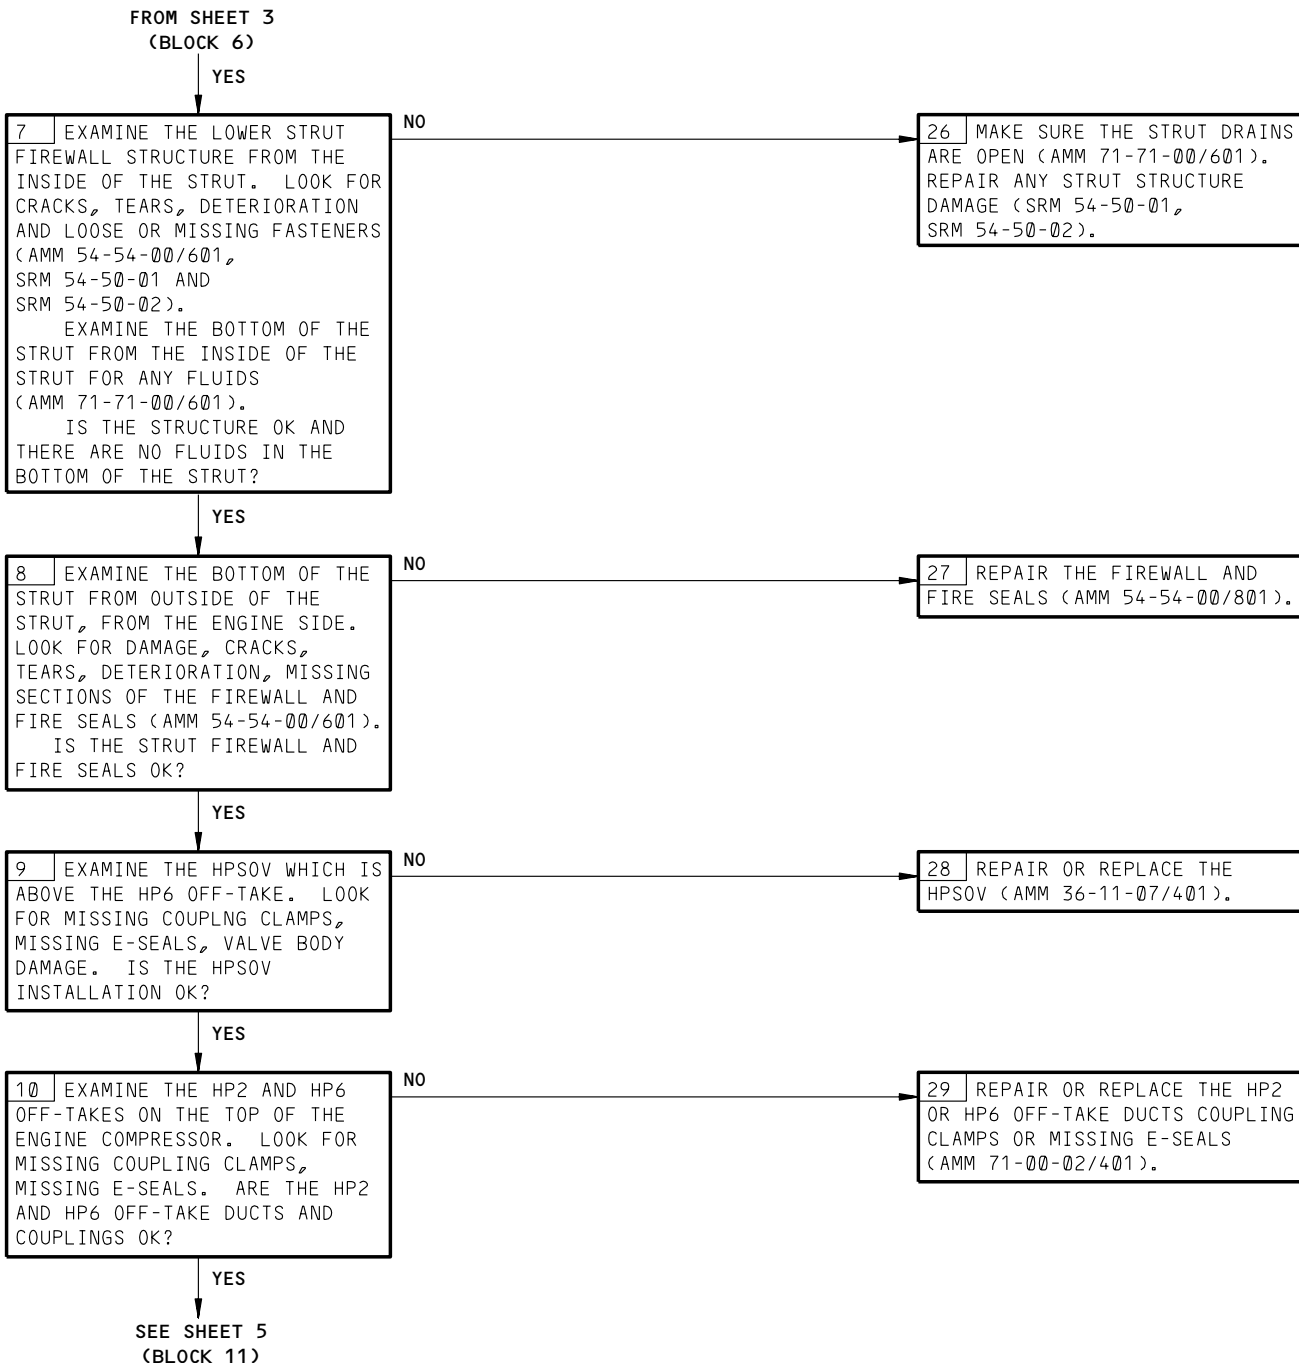 FROM SHEET 3
(BLOCK 6)
YES
7 EXAMINE THE LOWER STRUT
FIREWALL STRUCTURE FROM THE
INSIDE OF THE STRUT. LOOK FOR
CRACKS, TEARS, DETERIORATION
AND LOOSE OR MISSING FASTENERS
(AMM 54-54-00/601,
SRM 54-50-01 AND
SRM 54-50-02).
EXAMINE THE BOTTOM OF THE
STRUT FROM THE INSIDE OF THE
STRUT FOR ANY FLUIDS
(AMM 71-71-00/601).
IS THE STRUCTURE OK AND
THERE ARE NO FLUIDS IN THE
BOTTOM OF THE STRUT?
NO
26 MAKE SURE THE STRUT DRAINS
ARE OPEN (AMM 71-71-00/601).
REPAIR ANY STRUT STRUCTURE
DAMAGE (SRM 54-50-01,
SRM 54-50-02).
YES
8 EXAMINE THE BOTTOM OF THE
STRUT FROM OUTSIDE OF THE
STRUT, FROM THE ENGINE SIDE.
LOOK FOR DAMAGE, CRACKS,
TEARS, DETERIORATION, MISSING
SECTIONS OF THE FIREWALL AND
FIRE SEALS (AMM 54-54-00/601).
IS THE STRUT FIREWALL AND
FIRE SEALS OK?
NO
27 REPAIR THE FIREWALL AND
FIRE SEALS (AMM 54-54-00/801).
YES
9 EXAMINE THE HPSOV WHICH IS
ABOVE THE HP6 OFF-TAKE. LOOK
FOR MISSING COUPLNG CLAMPS,
MISSING E-SEALS, VALVE BODY
DAMAGE. IS THE HPSOV
INSTALLATION OK?
NO
28 REPAIR OR REPLACE THE
HPSOV (AMM 36-11-07/401).
YES
10 EXAMINE THE HP2 AND HP6
OFF-TAKES ON THE TOP OF THE
ENGINE COMPRESSOR. LOOK FOR
MISSING COUPLING CLAMPS,
MISSING E-SEALS. ARE THE HP2
AND HP6 OFF-TAKE DUCTS AND
COUPLINGS OK?
NO
29 REPAIR OR REPLACE THE HP2
OR HP6 OFF-TAKE DUCTS COUPLING
CLAMPS OR MISSING E-SEALS
(AMM 71-00-02/401).
YES
SEE SHEET 5
(BLOCK 11)